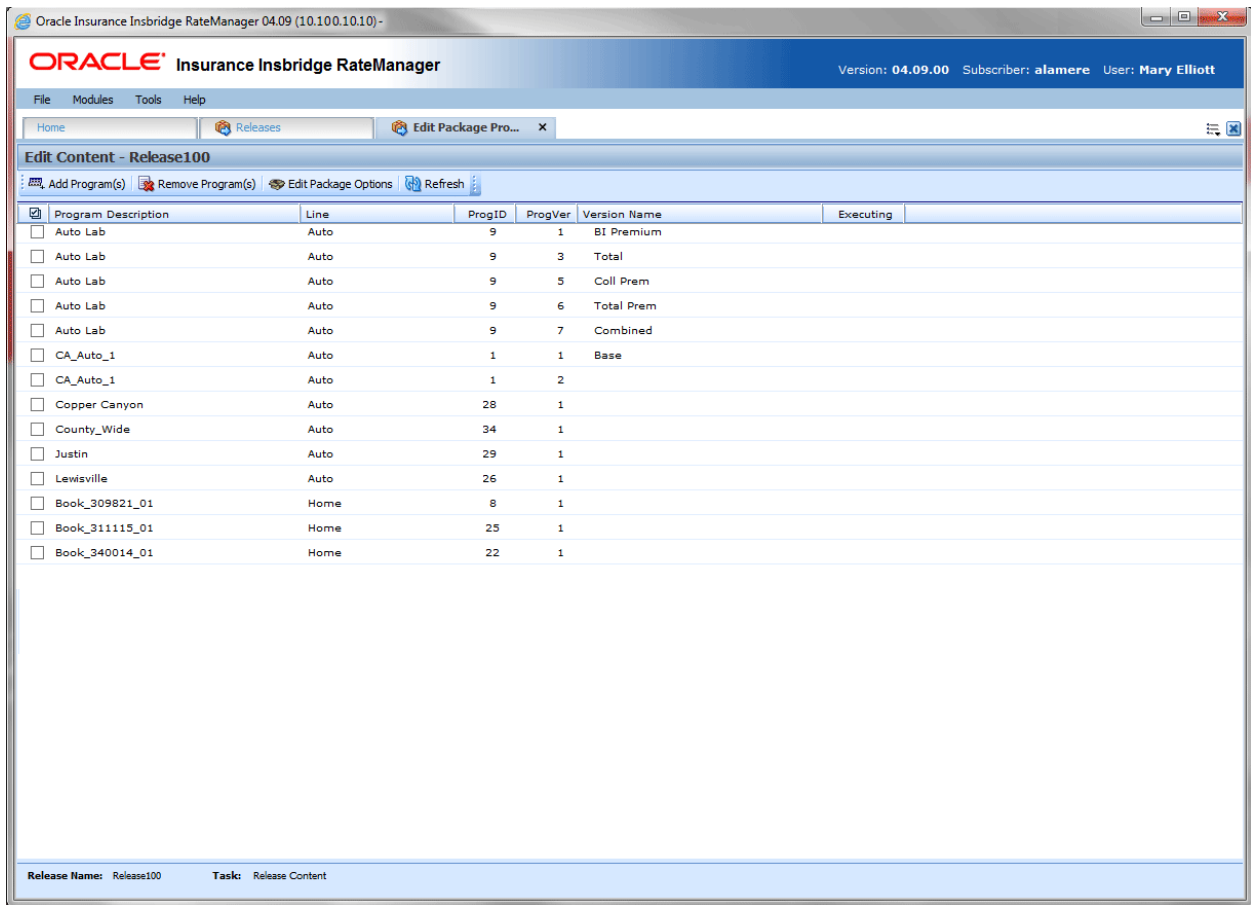 Oracle Insurance Insbridge RateManager 04.09 (10.100.10.10) -
ORACLE Insurance Insbridge RateManager
Version: 04.09.00 Subscriber: alamere User: Mary Elliott
File Modules Tools Help
Home Releases Edit Package Pro... X
Edit Content - Release100
Add Program(s) Remove Program(s) Edit Package Options Refresh
Program Description Line ProgID ProgVer Version Name Executing
Auto Lab Auto 9 1 BI Premium
Auto Lab Auto 9 3 Total
Auto Lab Auto 9 5 Coll Prem
Auto Lab Auto 9 6 Total Prem
Auto Lab Auto 9 7 Combined
CA_Auto_1 Auto 1 1 Base
CA_Auto_1 Auto 1 2
Copper Canyon Auto 28 1
County_Wide Auto 34 1
Justin Auto 29 1
Lewisville Auto 26 1
Book_309821_01 Home 8 1
Book_311115_01 Home 25 1
Book_340014_01 Home 22 1
Release Name: Release100 Task: Release Content